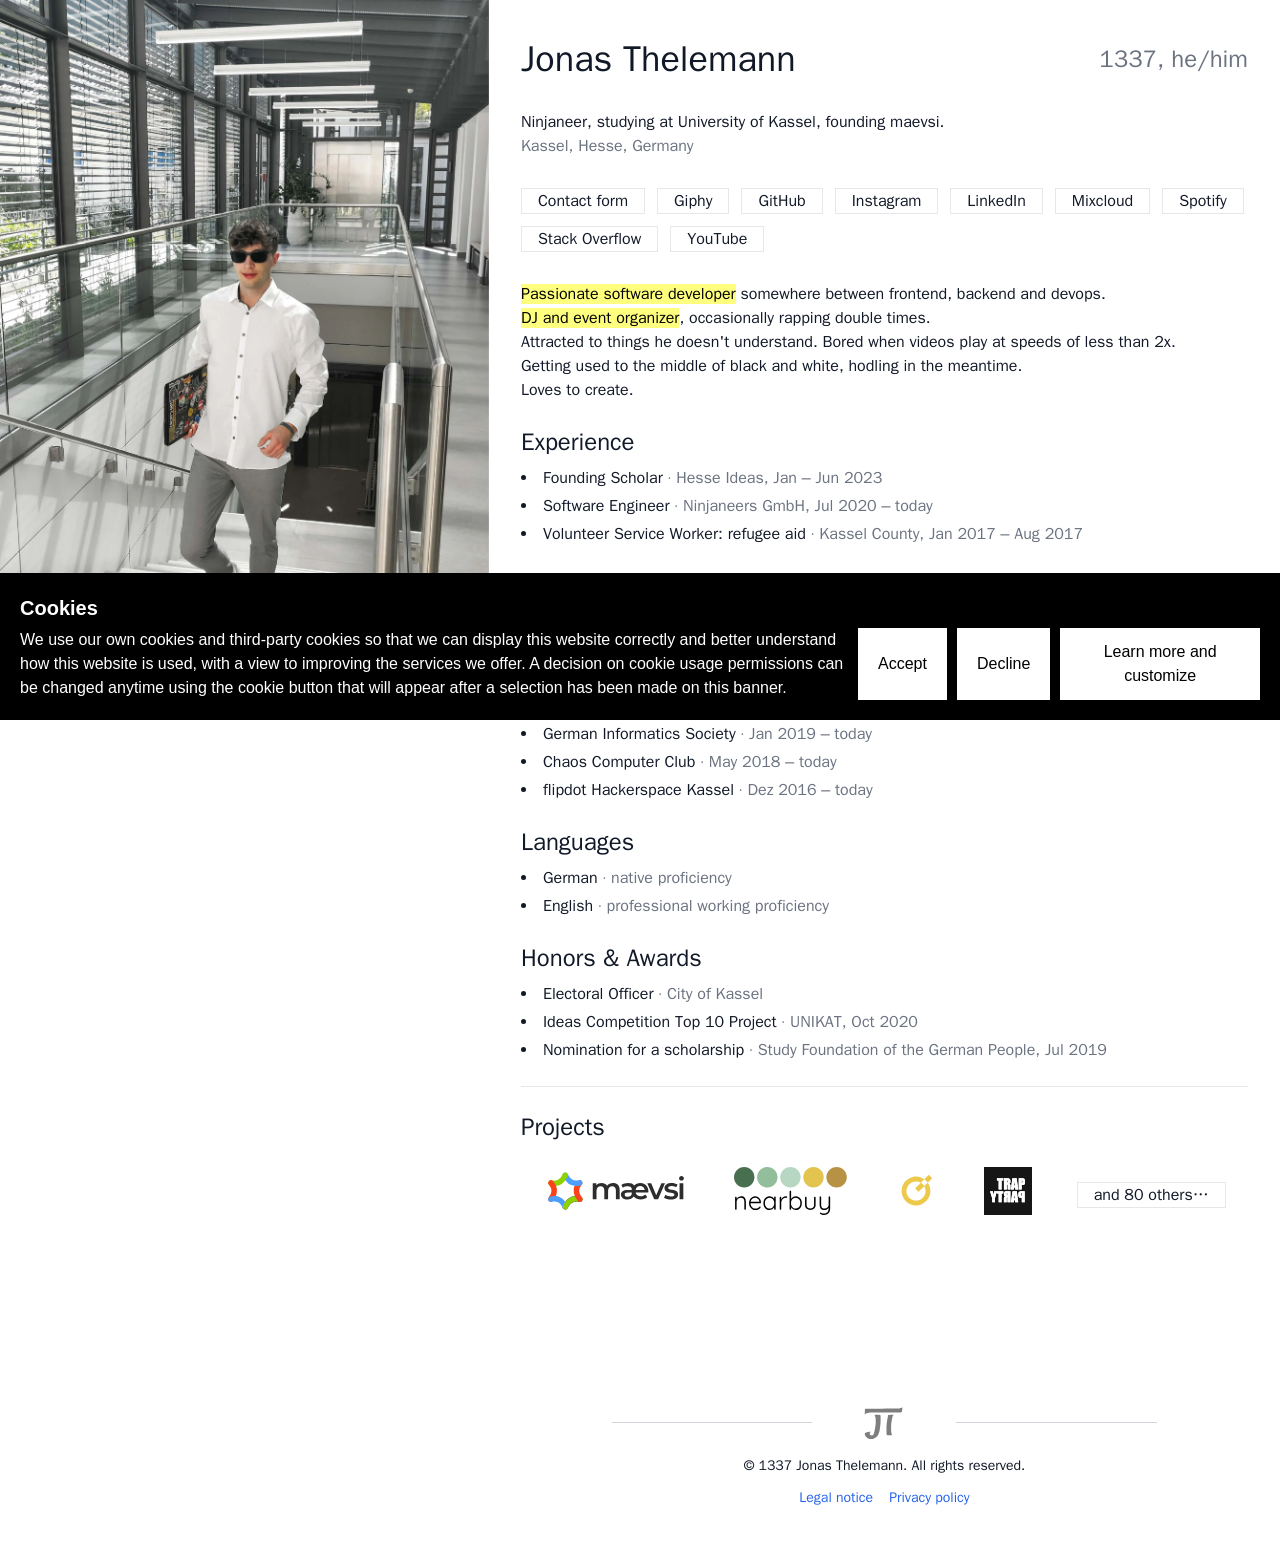 Jonas Thelemann
1337, he/him
Ninjaneer, studying at University of Kassel, founding maevsi.
Kassel, Hesse, Germany
Contact form
Giphy
GitHub
Instagram
LinkedIn
Mixcloud
Spotify
Stack Overflow
YouTube
Passionate software developer somewhere between frontend, backend and devops.
DJ and event organizer, occasionally rapping double times.
Attracted to things he doesn't understand. Bored when videos play at speeds of less than 2x.
Getting used to the middle of black and white, hodling in the meantime.
Loves to create.
Experience
Founding Scholar · Hesse Ideas, Jan – Jun 2023
Software Engineer · Ninjaneers GmbH, Jul 2020 – today
Volunteer Service Worker: refugee aid · Kassel County, Jan 2017 – Aug 2017
Cookies
We use our own cookies and third-party cookies so that we can display this website correctly and better understand
how this website is used, with a view to improving the services we offer. A decision on cookie usage permissions can
be changed anytime using the cookie button that will appear after a selection has been made on this banner.
Accept
Decline
Learn more and
customize
German Informatics Society · Jan 2019 – today
Chaos Computer Club · May 2018 – today
flipdot Hackerspace Kassel · Dez 2016 – today
Languages
German · native proficiency
English · professional working proficiency
Honors & Awards
Electoral Officer · City of Kassel
Ideas Competition Top 10 Project · UNIKAT, Oct 2020
Nomination for a scholarship · Study Foundation of the German People, Jul 2019
Projects
mævsi
nearbuy
TRAP
PARTY
and 80 others···
JT
© 1337 Jonas Thelemann. All rights reserved.
Legal notice
Privacy policy